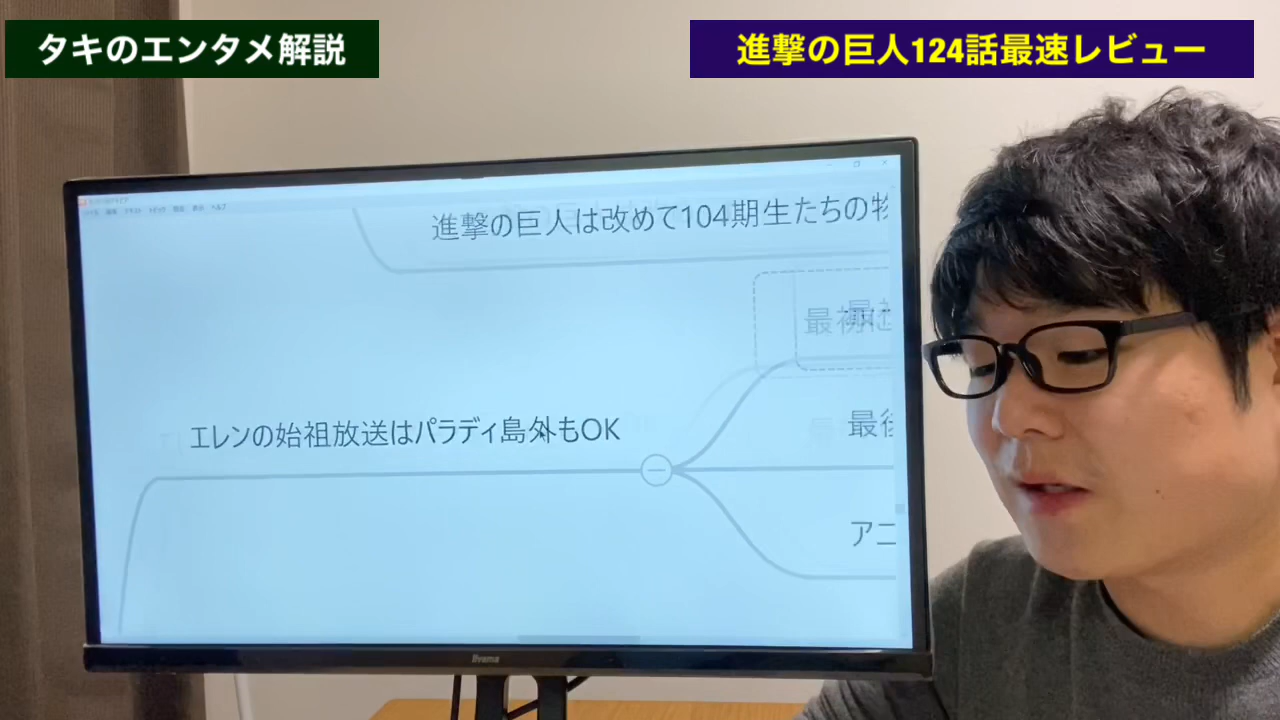 タキのエンタメ解説
進撃の巨人124話最速レビュー
進撃の巨人は改めて104期生たちの物
エレンの始祖放送はパラディ島外もOK
最後
アニ
iiyama